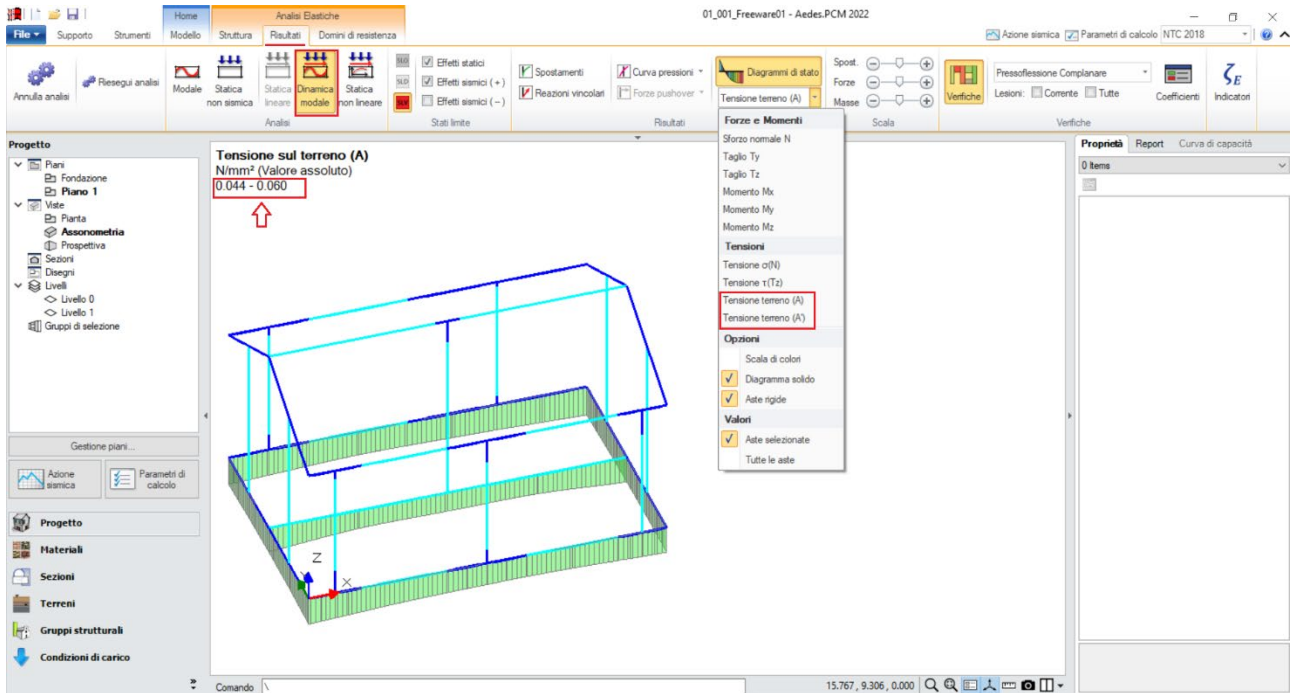 01_001_Freeware01 - Aedes.PCM 2022
Home
Analisi Elastiche
File
Supporto
Strumenti
Modello
Struttura
Risultati
Domini di resistenza
Azione sismica
Parametri di calcolo
NTC 2018
Annulla analisi
Riesegui analisi
Modale
Statica non sismica
Statica lineare
Dinamica modale
Statica non lineare
Analisi
SLO
SLD
SLV
Effetti statici
Effetti sismici (+)
Effetti sismici (−)
Stati limite
Spostamenti
Reazioni vincolari
Curva pressioni
Forze pushover
Risultati
Diagrammi di stato
Tensione terreno (A)
Spost.
Forze
Masse
Scala
Verifiche
Pressoflessione Complanare
Lesioni:
Corrente
Tutte
Coefficienti
ζE
Indicatori
Verifiche
Forze e Momenti
Sforzo normale N
Taglio Ty
Taglio Tz
Momento Mx
Momento My
Momento Mz
Tensioni
Tensione σ(N)
Tensione τ(Tz)
Tensione terreno (A)
Tensione terreno (A')
Opzioni
Scala di colori
Diagramma solido
Aste rigide
Valori
Aste selezionate
Tutte le aste
Progetto
Piani
Fondazione
Piano 1
Viste
Pianta
Assonometria
Prospettiva
Sezioni
Disegni
Livelli
Livello 0
Livello 1
Gruppi di selezione
Gestione piani...
Azione sismica
Parametri di calcolo
Progetto
Materiali
Sezioni
Terreni
Gruppi strutturali
Condizioni di carico
Tensione sul terreno (A)
N/mm² (Valore assoluto)
0.044 - 0.060
Z
X
Proprietà
Report
Curva di capacità
0 Items
Comando
\
15.767 , 9.306 , 0.000